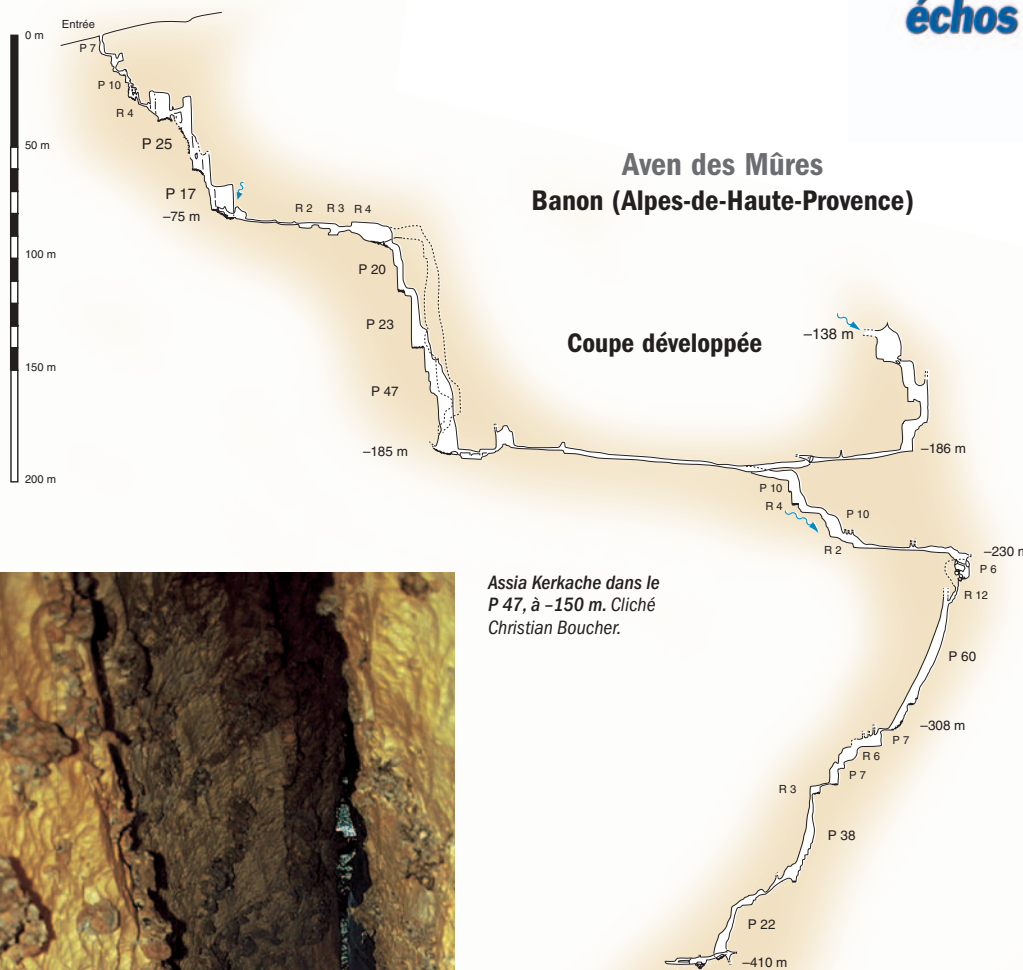 échos
Entrée
0 m
P 7
P 10
R 4
50 m
P 25
P 17
–75 m
R 2 R 3 R 4
100 m
P 20
P 23
150 m
P 47
–185 m
200 m
Aven des Mûres
Banon (Alpes-de-Haute-Provence)
Coupe développée
–138 m
–186 m
P 10
R 4
P 10
R 2
–230 m
P 6
R 12
P 60
–308 m
P 7
R 6
P 7
R 3
P 38
P 22
–410 m
Assia Kerkache dans le
P 47, à –150 m. Cliché
Christian Boucher.